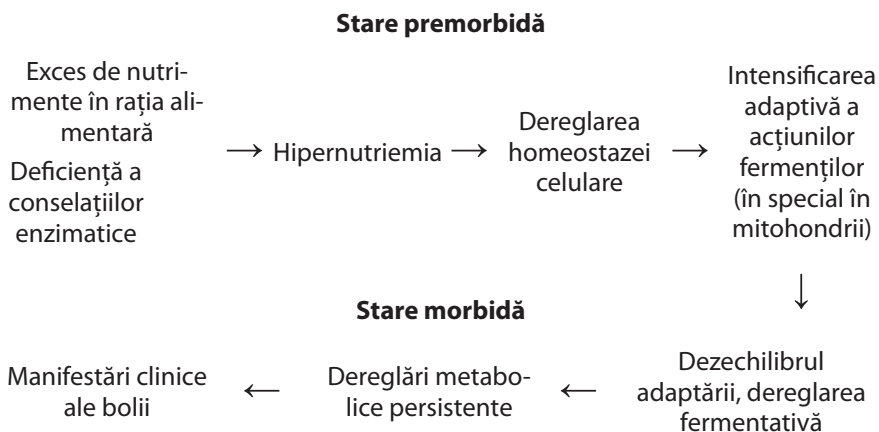 Stare premorbidă
Exces de nutri-
mente în rația ali-
mentară
Deficiență a
conselațiilor
enzimatice
→ Hipernutriemia →
Dereglarea
homeostazei
celulare
→
Intensificarea
adaptivă a
acțiunilor
fermenților
(în special în
mitohondrii)
↓
Stare morbidă
Manifestări clinice
ale bolii
←
Dereglări metabo-
lice persistente
←
Dezechilibrul
adaptării, dereglarea
fermentativă